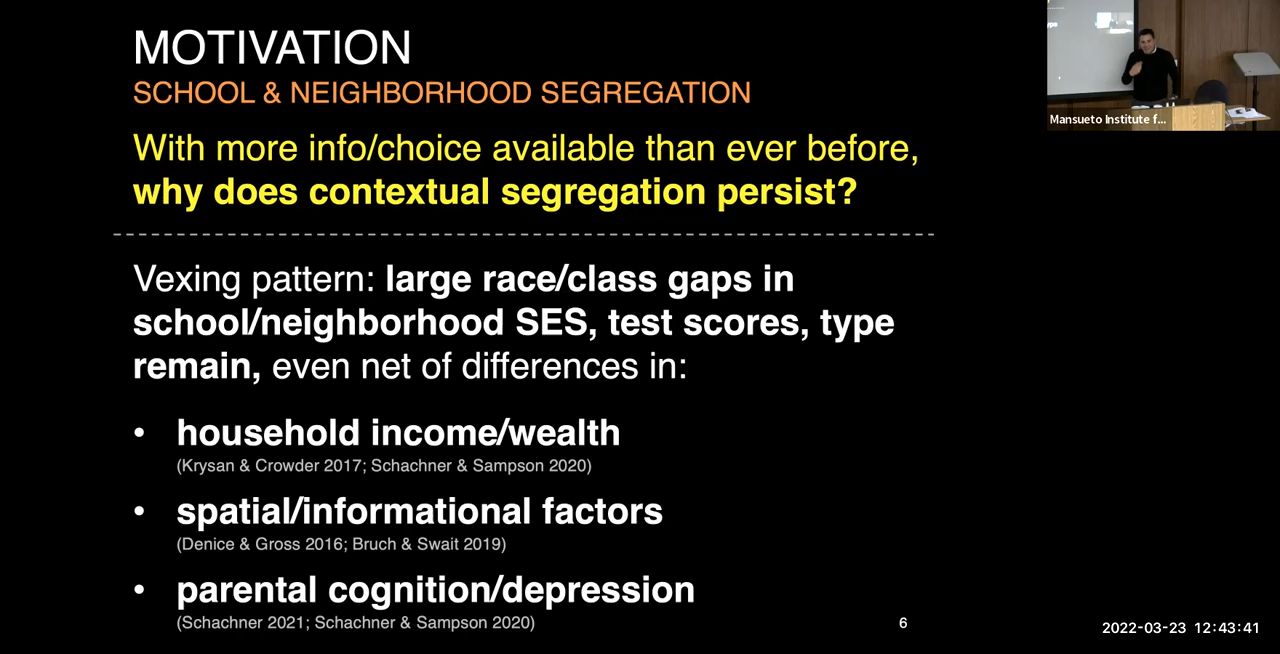 MOTIVATION
SCHOOL & NEIGHBORHOOD SEGREGATION
With more info/choice available than ever before,
why does contextual segregation persist?
Vexing pattern: large race/class gaps in
school/neighborhood SES, test scores, type
remain, even net of differences in:
• household income/wealth
(Krysan & Crowder 2017; Schachner & Sampson 2020)
• spatial/informational factors
(Denice & Gross 2016; Bruch & Swait 2019)
• parental cognition/depression
(Schachner 2021; Schachner & Sampson 2020)
6
Mansueto Institute f...
2022-03-23 12:43:41